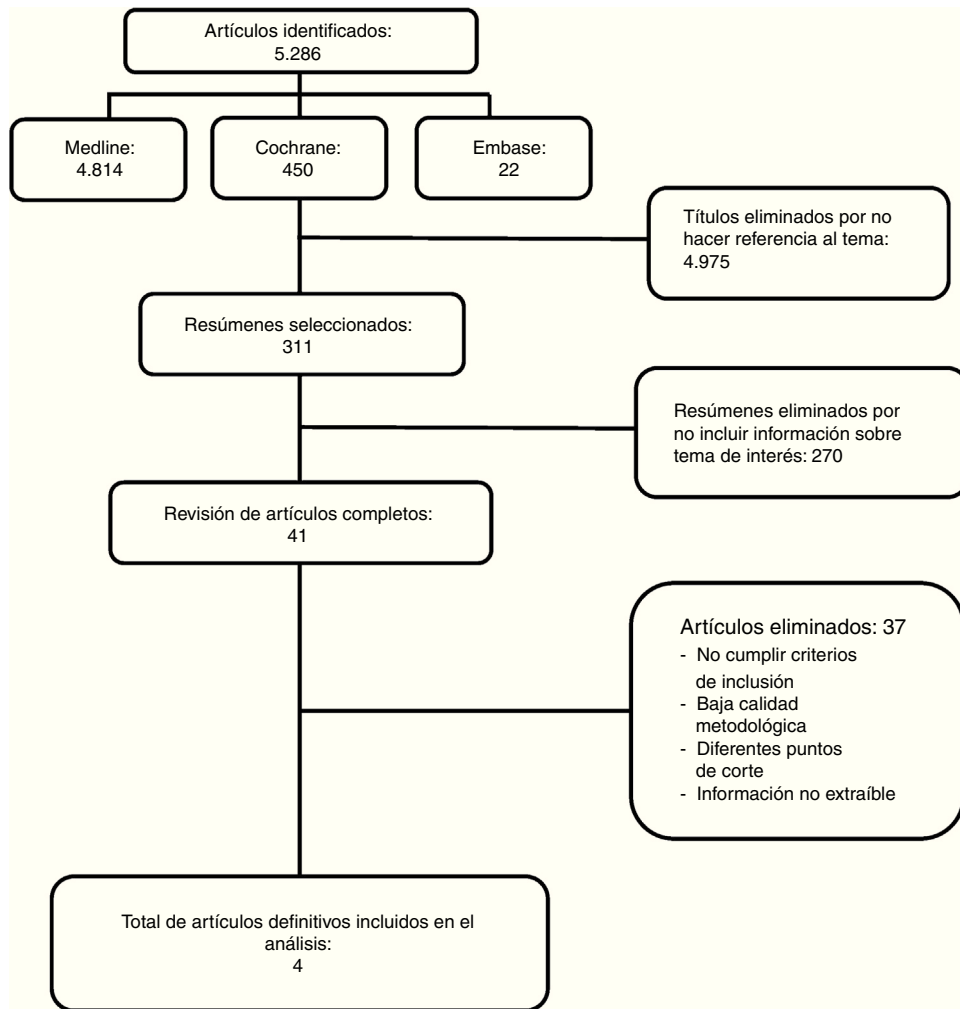 Artículos identificados:
5.286
Medline:
4.814
Cochrane:
450
Embase:
22
Títulos eliminados por no
hacer referencia al tema:
4.975
Resúmenes seleccionados:
311
Resúmenes eliminados por
no incluir información sobre
tema de interés: 270
Revisión de artículos completos:
41
Artículos eliminados: 37
- No cumplir criterios
de inclusión
- Baja calidad
metodológica
- Diferentes puntos
de corte
- Información no extraíble
Total de artículos definitivos incluidos en el
análisis:
4